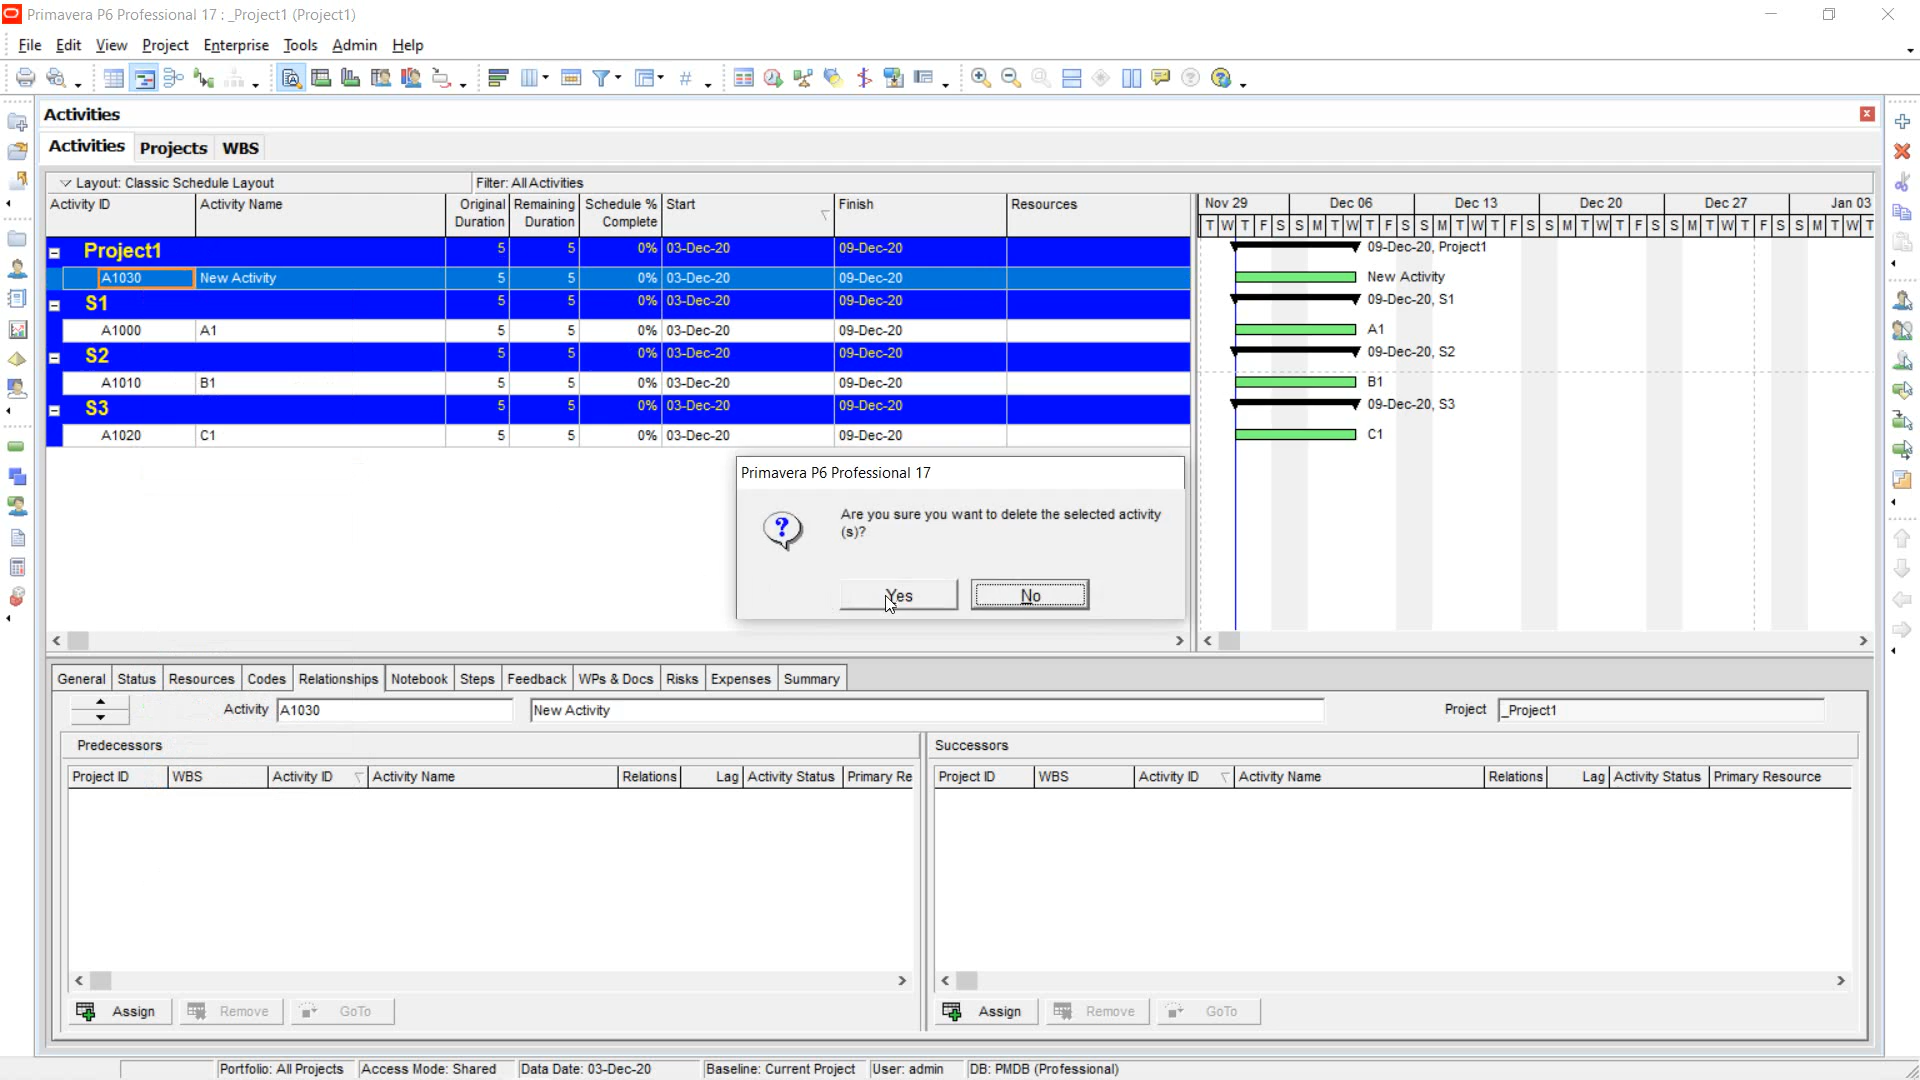 Primavera P6 Professional 17 : _Project1 (Project1)
File Edit View Project Enterprise Tools Admin Help
Activities
Activities Projects WBS
Layout: Classic Schedule Layout Filter: All Activities
Activity ID Activity Name Original Duration Remaining Duration Schedule % Complete Start Finish Resources
Nov 29 Dec 06 Dec 13 Dec 20 Dec 27 Jan 03
T W T F S S M T W T F S S M T W T F S S M T W T F S S M T W T F S S M T W T
Project1 5 5 0% 03-Dec-20 09-Dec-20 09-Dec-20, Project1
A1030 New Activity 5 5 0% 03-Dec-20 09-Dec-20 New Activity
S1 5 5 0% 03-Dec-20 09-Dec-20 09-Dec-20, S1
A1000 A1 5 5 0% 03-Dec-20 09-Dec-20 A1
S2 5 5 0% 03-Dec-20 09-Dec-20 09-Dec-20, S2
A1010 B1 5 5 0% 03-Dec-20 09-Dec-20 B1
S3 5 5 0% 03-Dec-20 09-Dec-20 09-Dec-20, S3
A1020 C1 5 5 0% 03-Dec-20 09-Dec-20 C1
Primavera P6 Professional 17
Are you sure you want to delete the selected activity
(s)?
Yes No
General Status Resources Codes Relationships Notebook Steps Feedback WPs & Docs Risks Expenses Summary
Activity A1030 New Activity Project _Project1
Predecessors Successors
Project ID WBS Activity ID Activity Name Relations Lag Activity Status Primary Re
Project ID WBS Activity ID Activity Name Relations Lag Activity Status Primary Resource
Assign Remove GoTo Assign Remove GoTo
Portfolio: All Projects Access Mode: Shared Data Date: 03-Dec-20 Baseline: Current Project User: admin DB: PMDB (Professional)